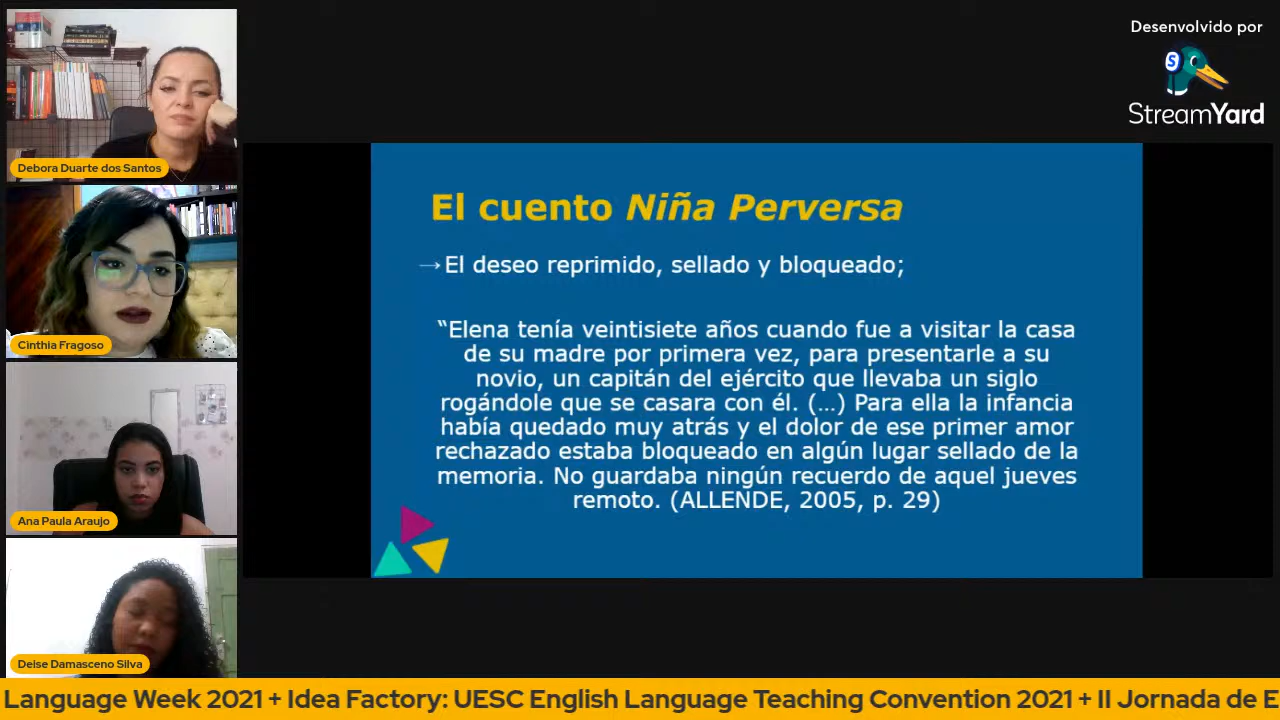 Desenvolvido por
S
StreamYard
Debora Duarte dos Santos
Cinthia Fragoso
Ana Paula Araujo
Deise Damasceno Silva
El cuento Niña Perversa
→El deseo reprimido, sellado y bloqueado;
“Elena tenía veintisiete años cuando fue a visitar la casa
de su madre por primera vez, para presentarle a su
novio, un capitán del ejército que llevaba un siglo
rogándole que se casara con él. (...) Para ella la infancia
había quedado muy atrás y el dolor de ese primer amor
rechazado estaba bloqueado en algún lugar sellado de la
memoria. No guardaba ningún recuerdo de aquel jueves
remoto. (ALLENDE, 2005, p. 29)
Language Week 2021 + Idea Factory: UESC English Language Teaching Convention 2021 + II Jornada de E